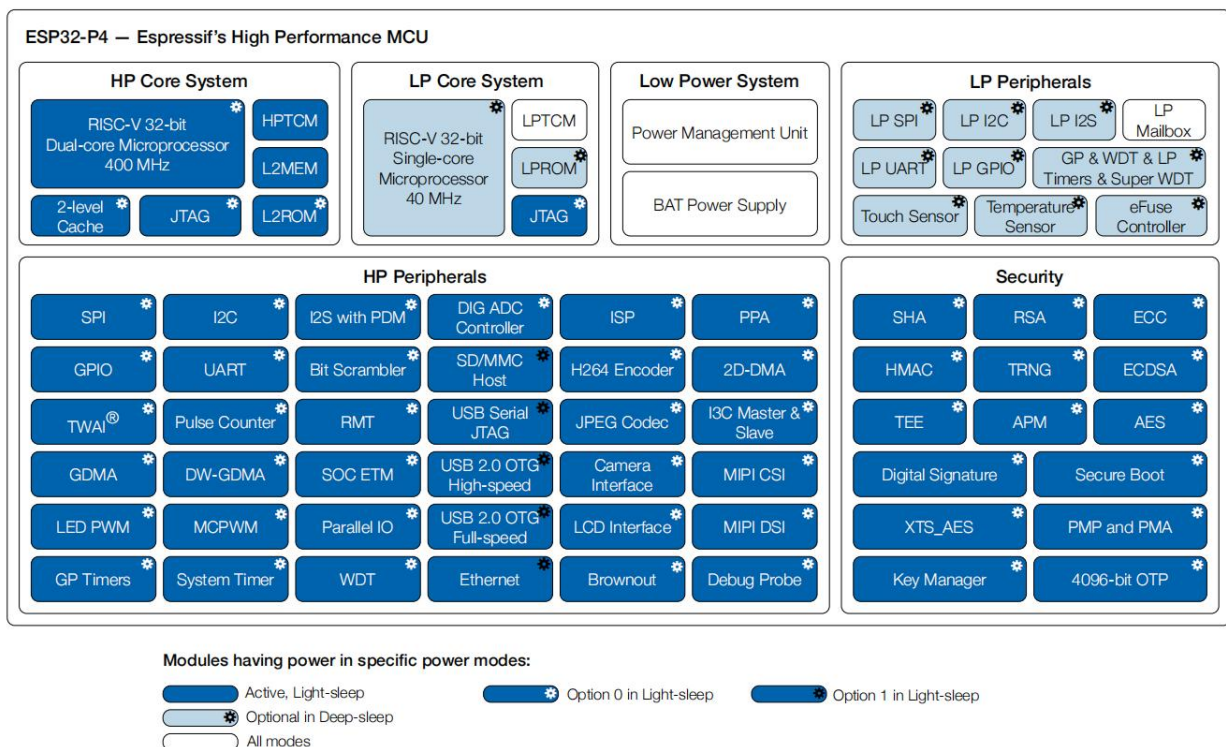 ESP32-P4 — Espressif's High Performance MCU
HP Core System
RISC-V 32-bit
Dual-core Microprocessor
400 MHz
HPTCM
L2MEM
2-level
Cache
JTAG
L2ROM
LP Core System
RISC-V 32-bit
Single-core
Microprocessor
40 MHz
LPTCM
LPROM
JTAG
Low Power System
Power Management Unit
BAT Power Supply
LP Peripherals
LP SPI
LP I2C
LP I2S
LP
Mailbox
LP UART
LP GPIO
GP & WDT & LP
Timers & Super WDT
Touch Sensor
Temperature
Sensor
eFuse
Controller
HP Peripherals
SPI
I2C
I2S with PDM
DIG ADC
Controller
ISP
PPA
GPIO
UART
Bit Scrambler
SD/MMC
Host
H264 Encoder
2D-DMA
TWAI®
Pulse Counter
RMT
USB Serial
JTAG
JPEG Codec
I3C Master &
Slave
GDMA
DW-GDMA
SOC ETM
USB 2.0 OTG
High-speed
Camera
Interface
MIPI CSI
LED PWM
MCPWM
Parallel IO
USB 2.0 OTG
Full-speed
LCD Interface
MIPI DSI
GP Timers
System Timer
WDT
Ethernet
Brownout
Debug Probe
Security
SHA
RSA
ECC
HMAC
TRNG
ECDSA
TEE
APM
AES
Digital Signature
Secure Boot
XTS_AES
PMP and PMA
Key Manager
4096-bit OTP
Modules having power in specific power modes:
Active, Light-sleep
Option 0 in Light-sleep
Option 1 in Light-sleep
Optional in Deep-sleep
All modes